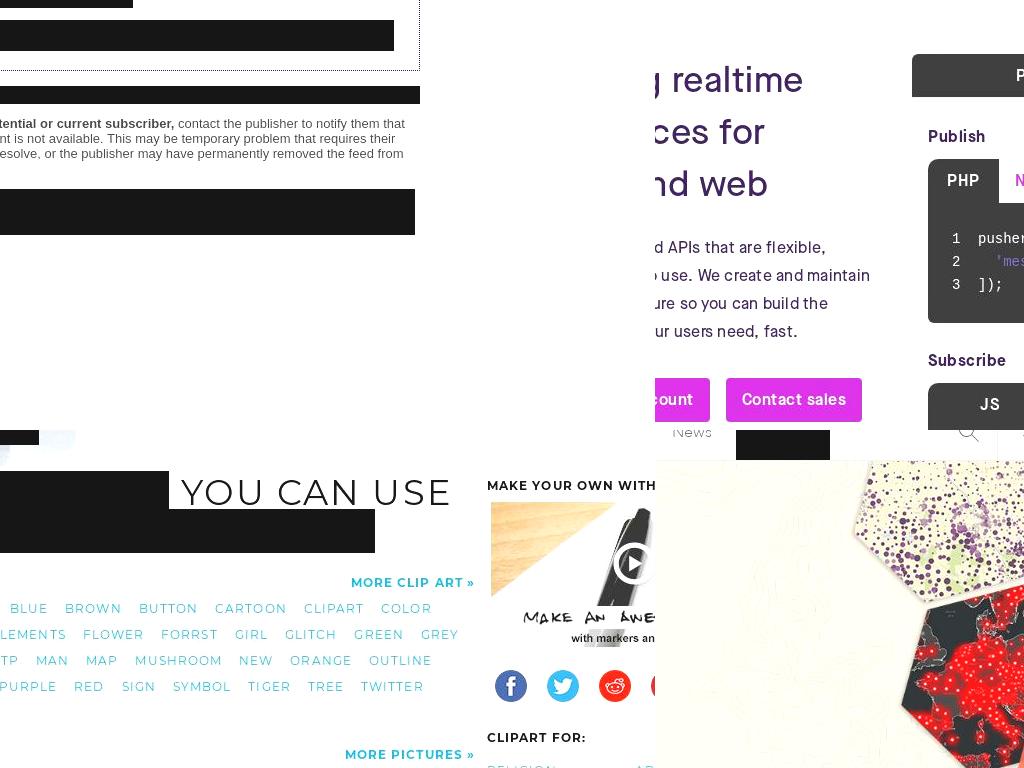 tential or current subscriber, contact the publisher to notify them that
nt is not available. This may be temporary problem that requires their
esolve, or the publisher may have permanently removed the feed from
realtime
ces for
nd web
d APIs that are flexible,
use. We create and maintain
ure so you can build the
ur users need, fast.
count
Contact sales
P
Publish
PHP
N
1 pusher
2 'mes
3 ]);
Subscribe
JS
News
YOU CAN USE
MORE CLIP ART »
BLUE BROWN BUTTON CARTOON CLIPART COLOR
LEMENTS FLOWER FORRST GIRL GLITCH GREEN GREY
TP MAN MAP MUSHROOM NEW ORANGE OUTLINE
PURPLE RED SIGN SYMBOL TIGER TREE TWITTER
MORE PICTURES »
MAKE YOUR OWN WITH
MAKE AN AWE
with markers an
CLIPART FOR: